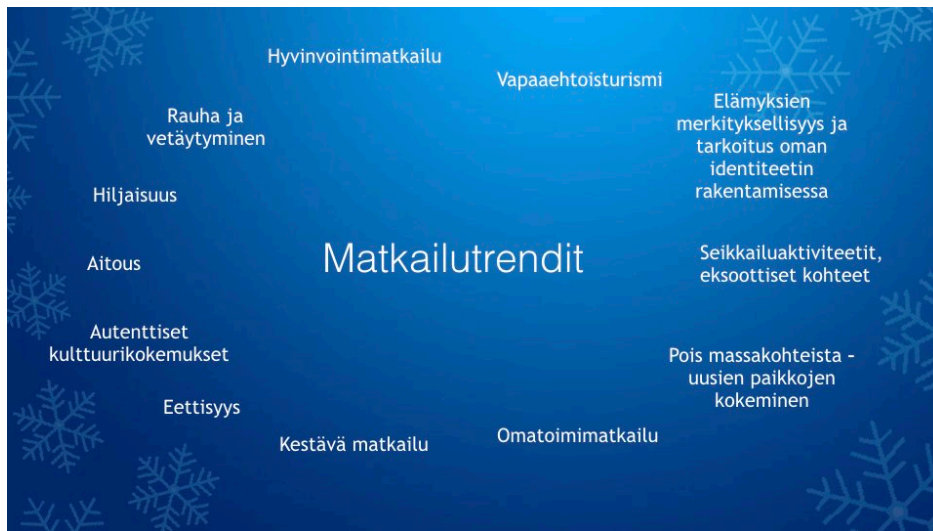 Hyvinvointimatkailu
Vapaaehtoisturismi
Elämyksien
merkityksellisyys ja
tarkoitus oman
identiteetin
rakentamisessa
Rauha ja
vetäytyminen
Hiljaisuus
Aitous
Matkailutrendit
Seikkailuaktiviteetit,
eksoottiset kohteet
Autenttiset
kulttuurikokemukset
Pois massakohteista –
uusien paikkojen
kokeminen
Eettisyys
Kestävä matkailu
Omatoimimatkailu